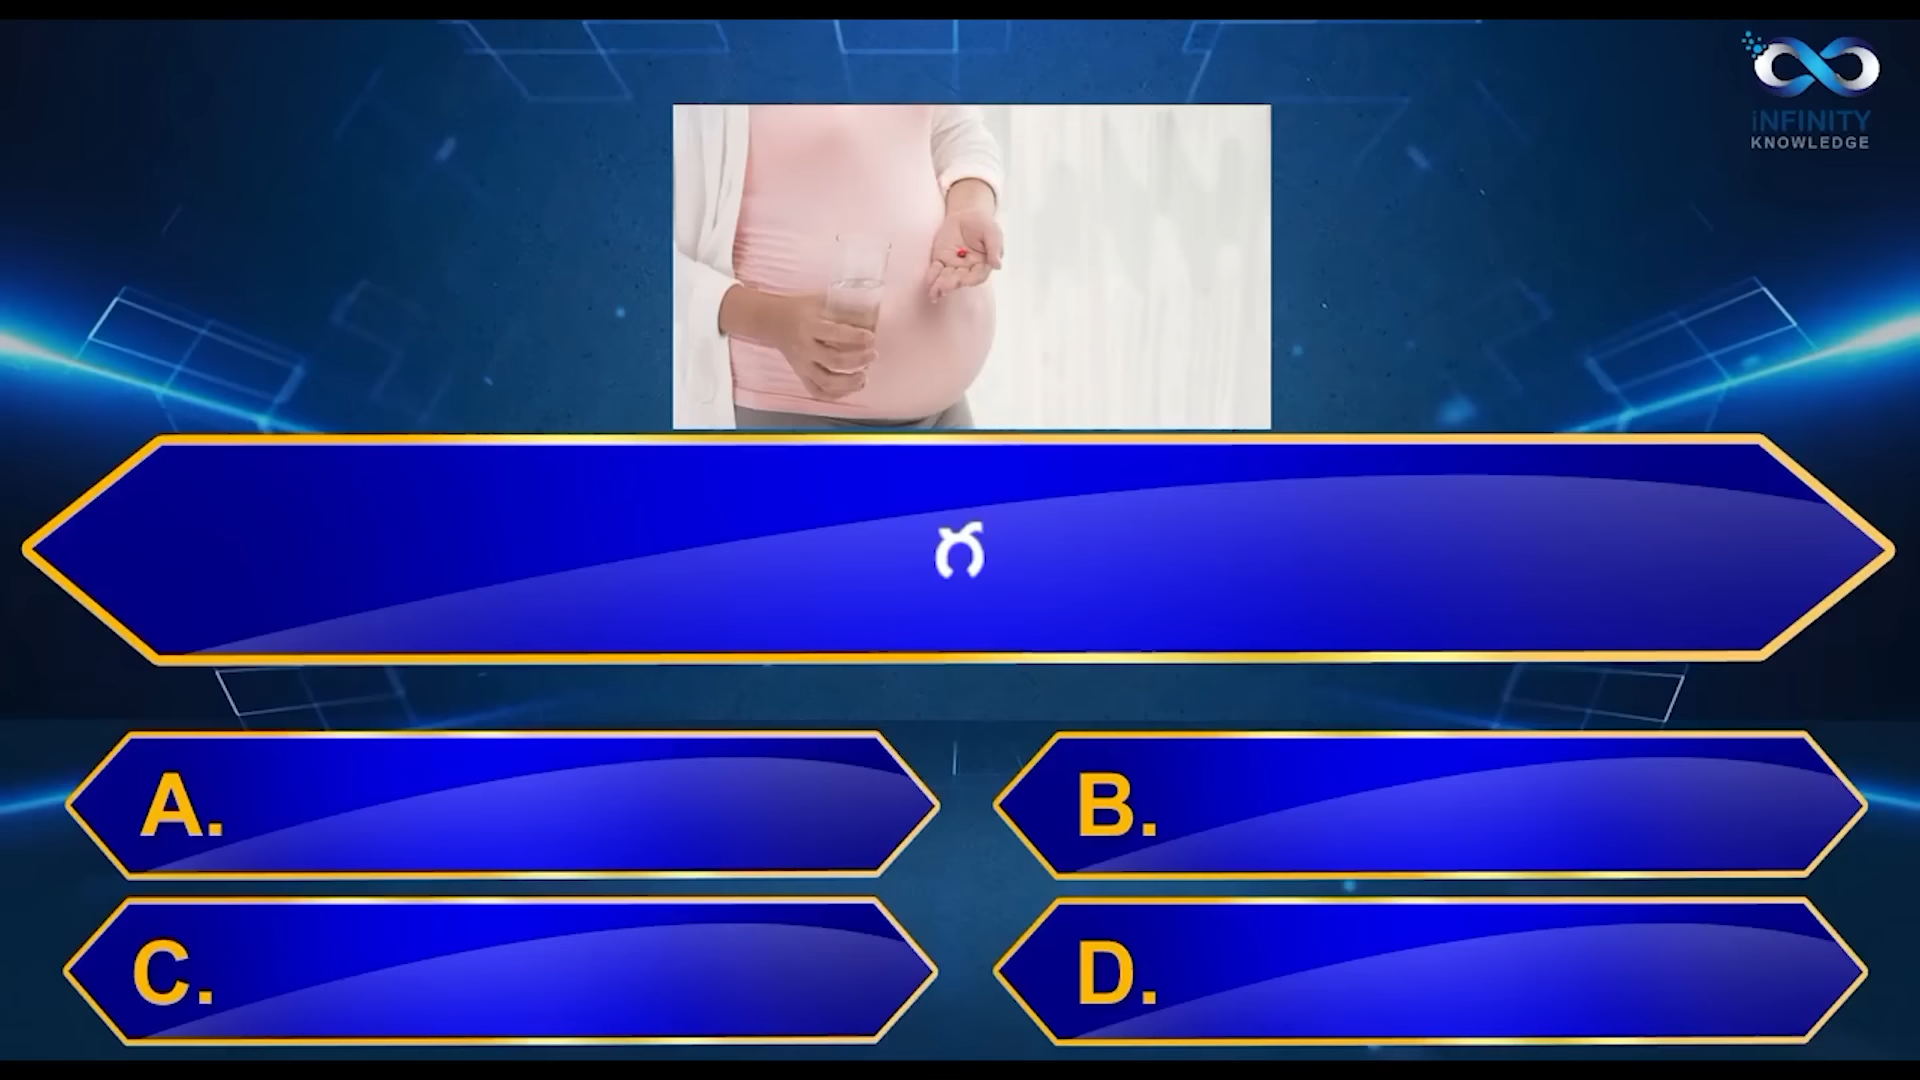 iNFINITY
KNOWLEDGE
గ
A.
B.
C.
D.